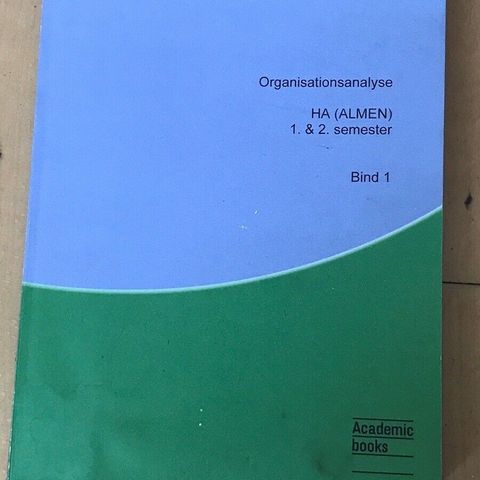 Organisationsanalyse
HA (ALMEN)
1. & 2. semester
Bind 1
Academic
books